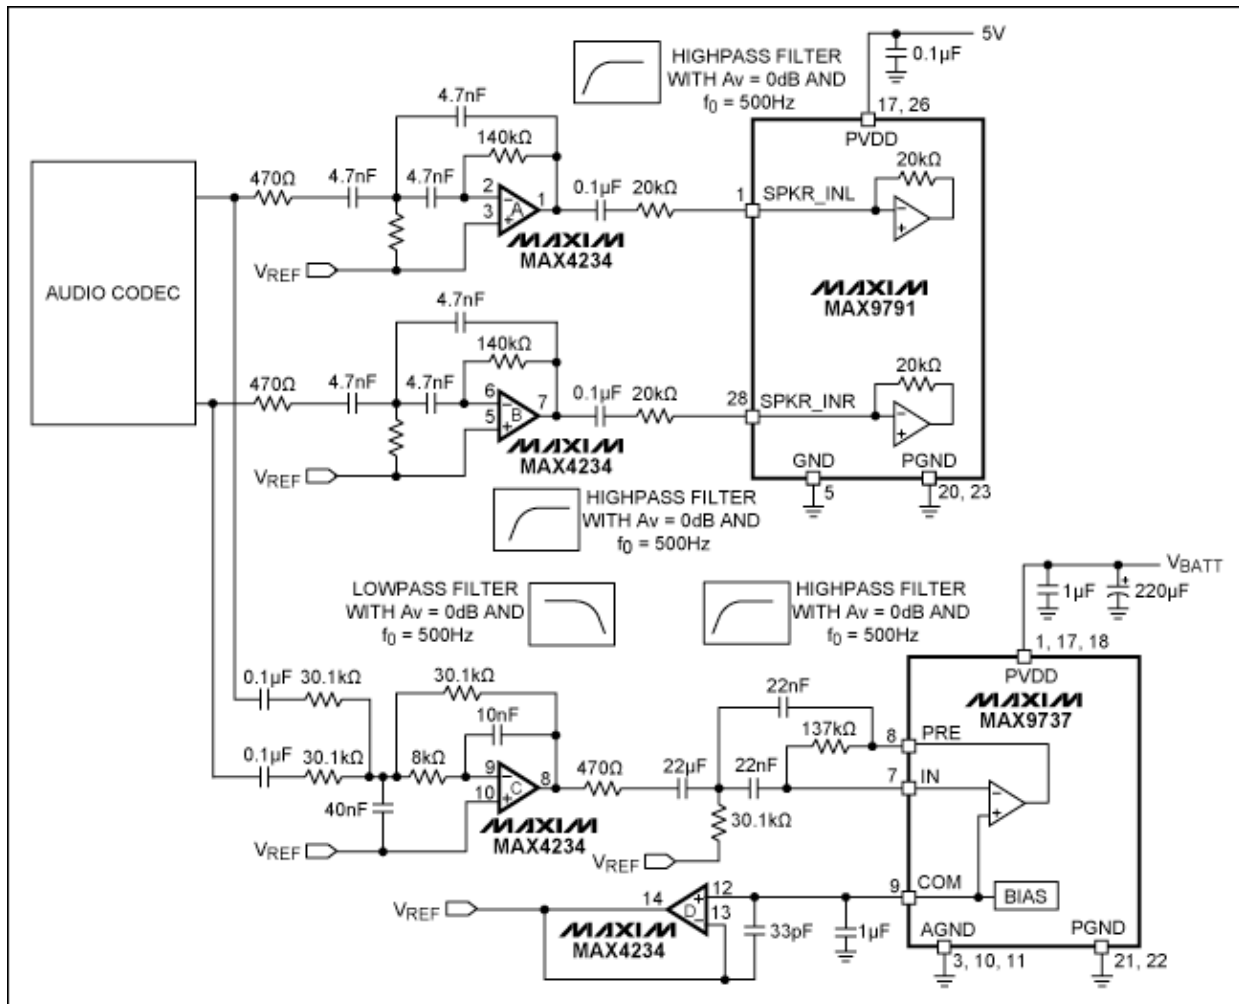 HIGHPASS FILTER
WITH Av = 0dB AND
f0 = 500Hz
5V
0.1µF
17, 26
PVDD
4.7nF
140kΩ
470Ω
4.7nF
4.7nF
2
3
A
1
0.1µF
20kΩ
1
SPKR_INL
20kΩ
MAXIM
MAX4234
VREF
AUDIO CODEC
MAXIM
MAX9791
4.7nF
140kΩ
470Ω
4.7nF
4.7nF
6
5
B
7
0.1µF
20kΩ
28
SPKR_INR
20kΩ
MAXIM
MAX4234
VREF
GND
5
PGND
20, 23
HIGHPASS FILTER
WITH Av = 0dB AND
f0 = 500Hz
LOWPASS FILTER
WITH Av = 0dB AND
f0 = 500Hz
HIGHPASS FILTER
WITH Av = 0dB AND
f0 = 500Hz
VBATT
1µF
220µF
+
1, 17, 18
PVDD
MAXIM
MAX9737
0.1µF
30.1kΩ
30.1kΩ
10nF
0.1µF
30.1kΩ
8kΩ
9
10
C
8
470Ω
22µF
22nF
22nF
137kΩ
8
PRE
7
IN
40nF
30.1kΩ
VREF
MAXIM
MAX4234
VREF
9
COM
BIAS
VREF
14
D
12
13
MAXIM
MAX4234
33pF
1µF
AGND
3, 10, 11
PGND
21, 22